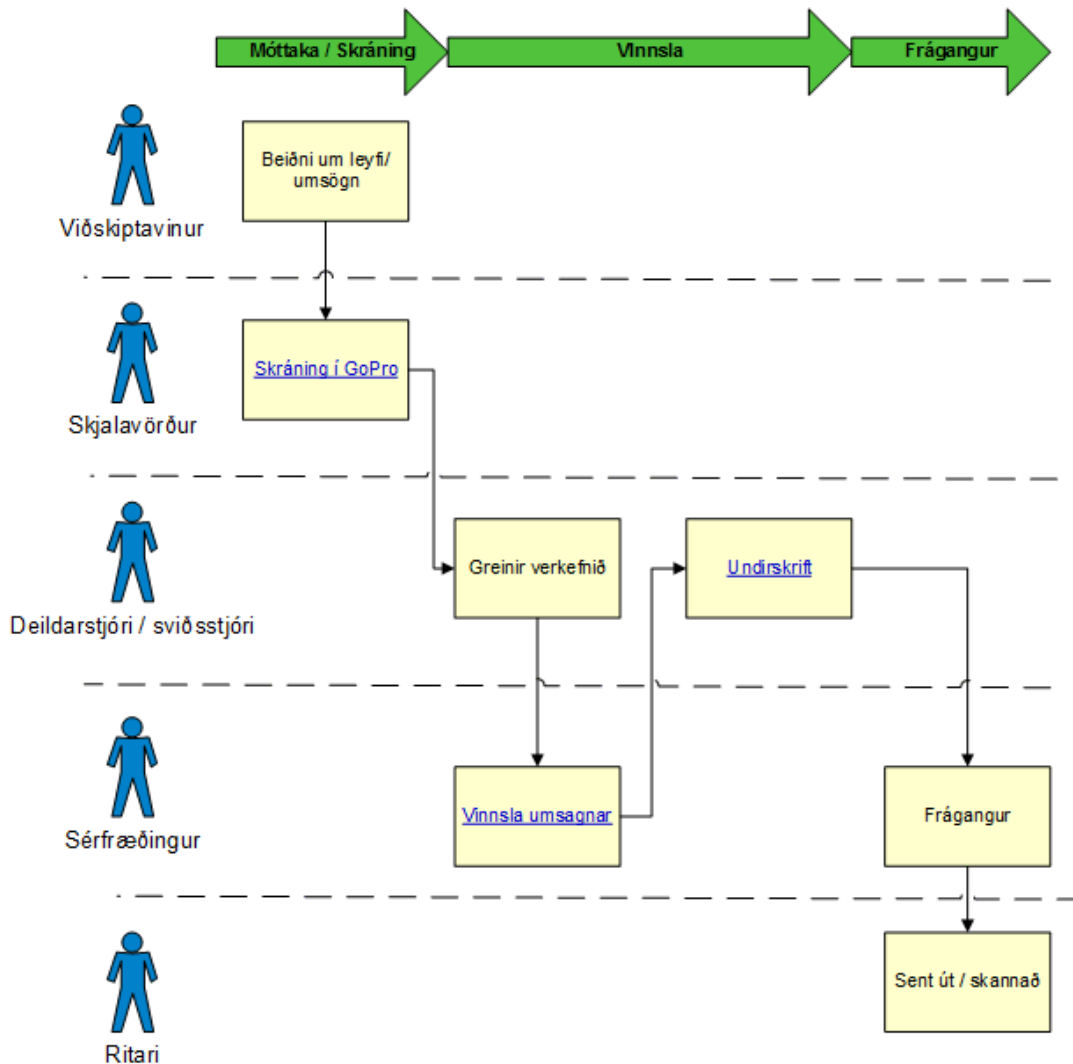 Móttaka / Skráning
Vinnsla
Frágangur
Beiðni um leyfi/
umsögn
Viðskiptavinur
Skráning í GoPro
Skjalavörður
Greinir verkefnið
Undirskrift
Deildarstjóri / sviðsstjóri
Vinnsla umsagnar
Frágangur
Sérfræðingur
Sent út / skannað
Ritari